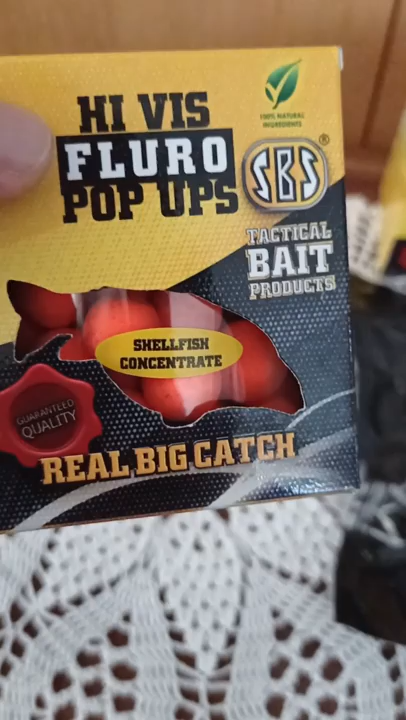 HI VIS
FLURO
POP UPS
100% NATURAL
INGREDIENTS
SBS®
TACTICAL
BAIT
PRODUCTS
SHELLFISH
CONCENTRATE
GUARANTEED
QUALITY
REAL BIG CATCH